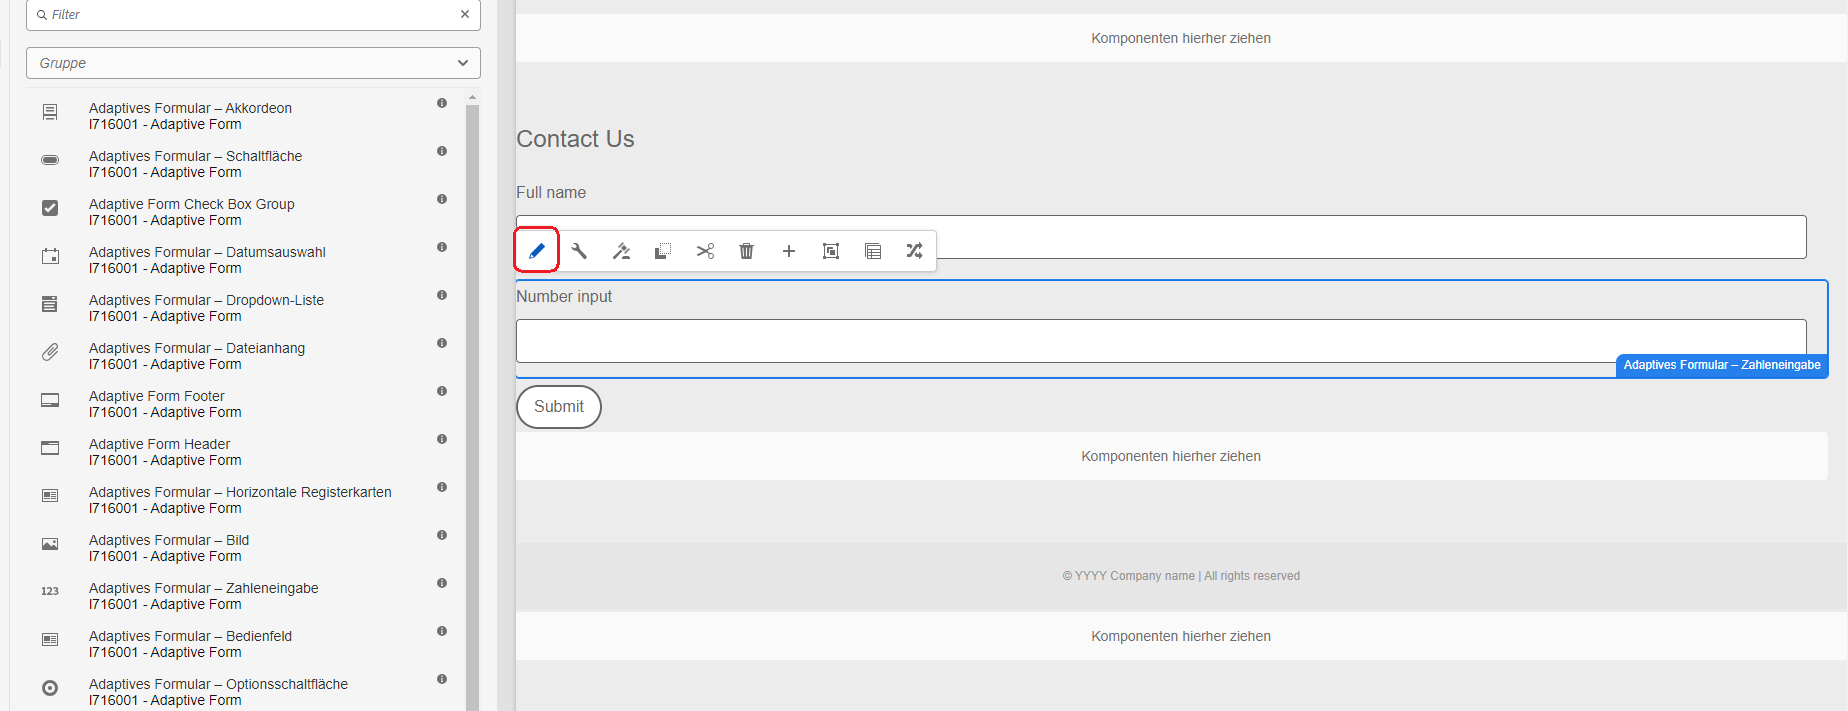 Filter
Gruppe
Adaptives Formular – Akkordeon
I716001 - Adaptive Form
Adaptives Formular – Schaltfläche
I716001 - Adaptive Form
Adaptive Form Check Box Group
I716001 - Adaptive Form
Adaptives Formular – Datumsauswahl
I716001 - Adaptive Form
Adaptives Formular – Dropdown-Liste
I716001 - Adaptive Form
Adaptives Formular – Dateianhang
I716001 - Adaptive Form
Adaptive Form Footer
I716001 - Adaptive Form
Adaptive Form Header
I716001 - Adaptive Form
Adaptives Formular – Horizontale Registerkarten
I716001 - Adaptive Form
Adaptives Formular – Bild
I716001 - Adaptive Form
123
Adaptives Formular – Zahleneingabe
I716001 - Adaptive Form
Adaptives Formular – Bedienfeld
I716001 - Adaptive Form
Adaptives Formular – Optionsschaltfläche
I716001 - Adaptive Form
Komponenten hierher ziehen
Contact Us
Full name
Number input
Adaptives Formular – Zahleneingabe
Submit
Komponenten hierher ziehen
© YYYY Company name | All rights reserved
Komponenten hierher ziehen